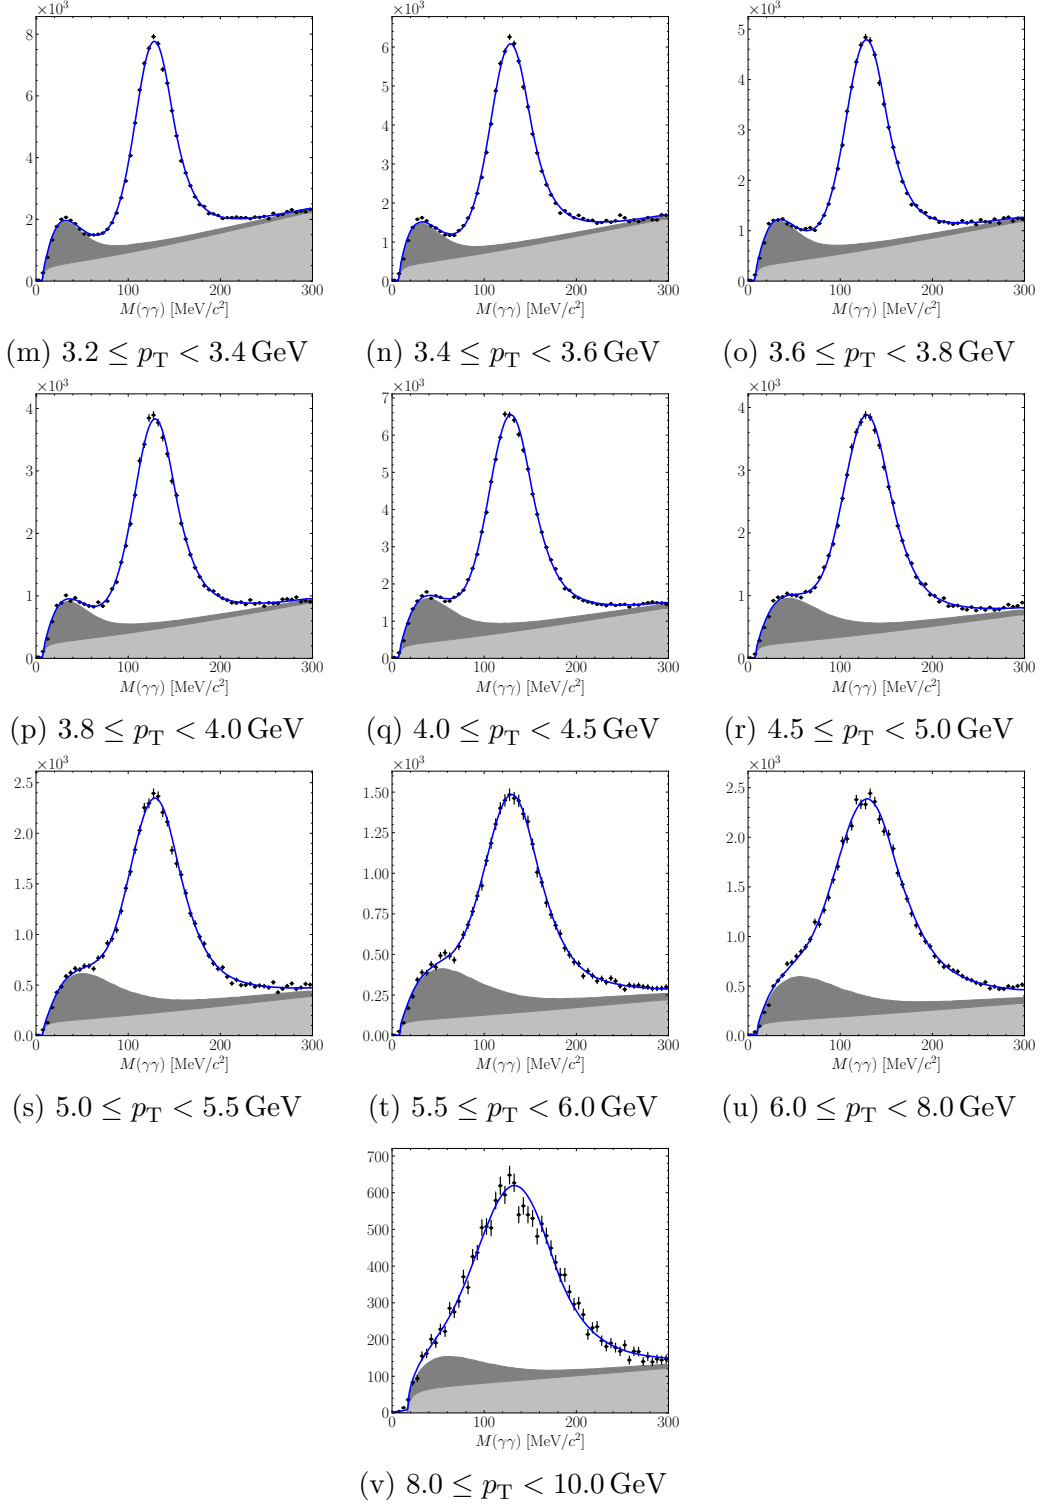 ×10³ ×10³ ×10³
8 6 5
6 5 4
4 4 3
2 3 2
0 2 1
1 0
0
0 100 200 300 0 100 200 300 0 100 200 300
M(γγ) [MeV/c²] M(γγ) [MeV/c²] M(γγ) [MeV/c²]
(m) 3.2 ≤ p_T < 3.4 GeV (n) 3.4 ≤ p_T < 3.6 GeV (o) 3.6 ≤ p_T < 3.8 GeV
×10³ ×10³ ×10³
4 7 4
3 6 3
2 5 2
1 4 1
0 3 0
2
1
0
0 100 200 300 0 100 200 300 0 100 200 300
M(γγ) [MeV/c²] M(γγ) [MeV/c²] M(γγ) [MeV/c²]
(p) 3.8 ≤ p_T < 4.0 GeV (q) 4.0 ≤ p_T < 4.5 GeV (r) 4.5 ≤ p_T < 5.0 GeV
×10³ ×10³ ×10³
2.5 1.50 2.5
2.0 1.25 2.0
1.5 1.00 1.5
1.0 0.75 1.0
0.5 0.50 0.5
0.0 0.25 0.0
0.00
0 100 200 300 0 100 200 300 0 100 200 300
M(γγ) [MeV/c²] M(γγ) [MeV/c²] M(γγ) [MeV/c²]
(s) 5.0 ≤ p_T < 5.5 GeV (t) 5.5 ≤ p_T < 6.0 GeV (u) 6.0 ≤ p_T < 8.0 GeV
700
600
500
400
300
200
100
0
0 100 200 300
M(γγ) [MeV/c²]
(v) 8.0 ≤ p_T < 10.0 GeV